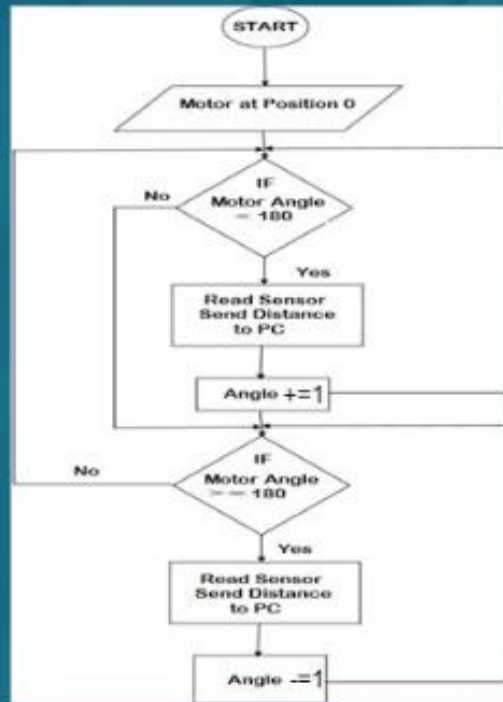 START
Motor at Position 0
IF
Motor Angle
= 180
No
Yes
Read Sensor
Send Distance
to PC
Angle +=1
IF
Motor Angle
>= 180
No
Yes
Read Sensor
Send Distance
to PC
Angle -=1